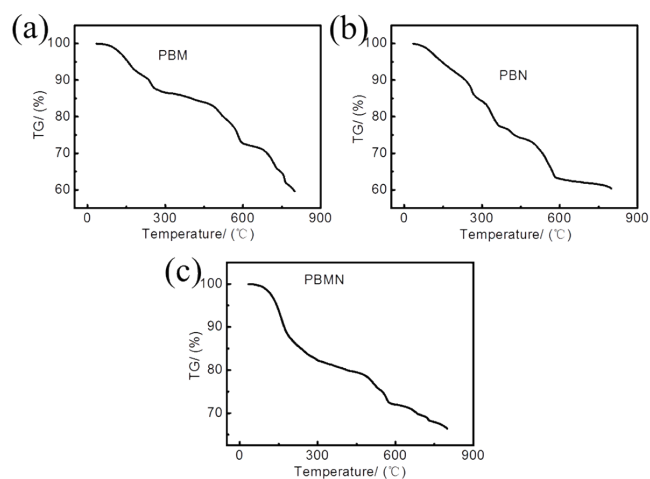 (a)
PBM
100
90
80
70
60
TG/ (%)
0 300 600 900
Temperature/ (℃)
(b)
PBN
100
90
80
70
60
TG/ (%)
0 300 600 900
Temperature/ (℃)
(c)
PBMN
100
90
80
70
TG/ (%)
0 300 600 900
Temperature/ (℃)